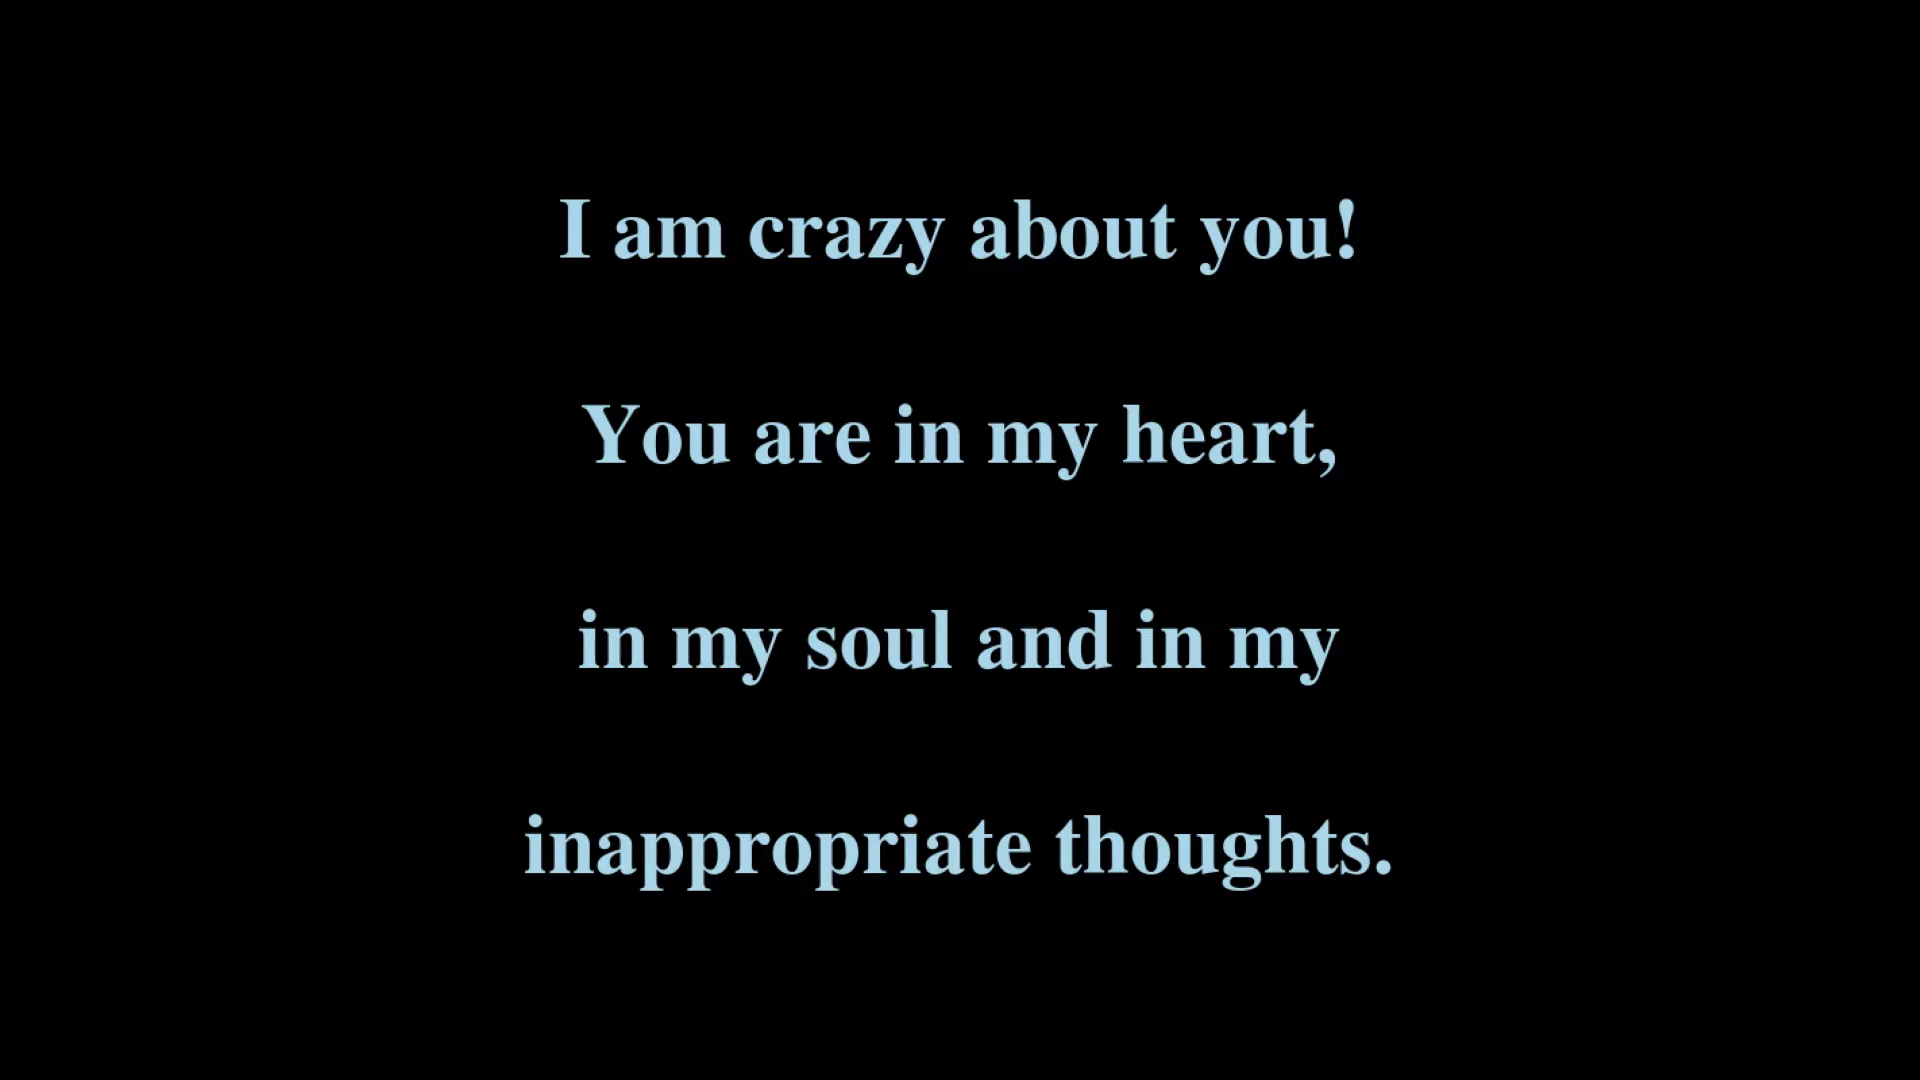 I am crazy about you!
You are in my heart,
in my soul and in my
inappropriate thoughts.